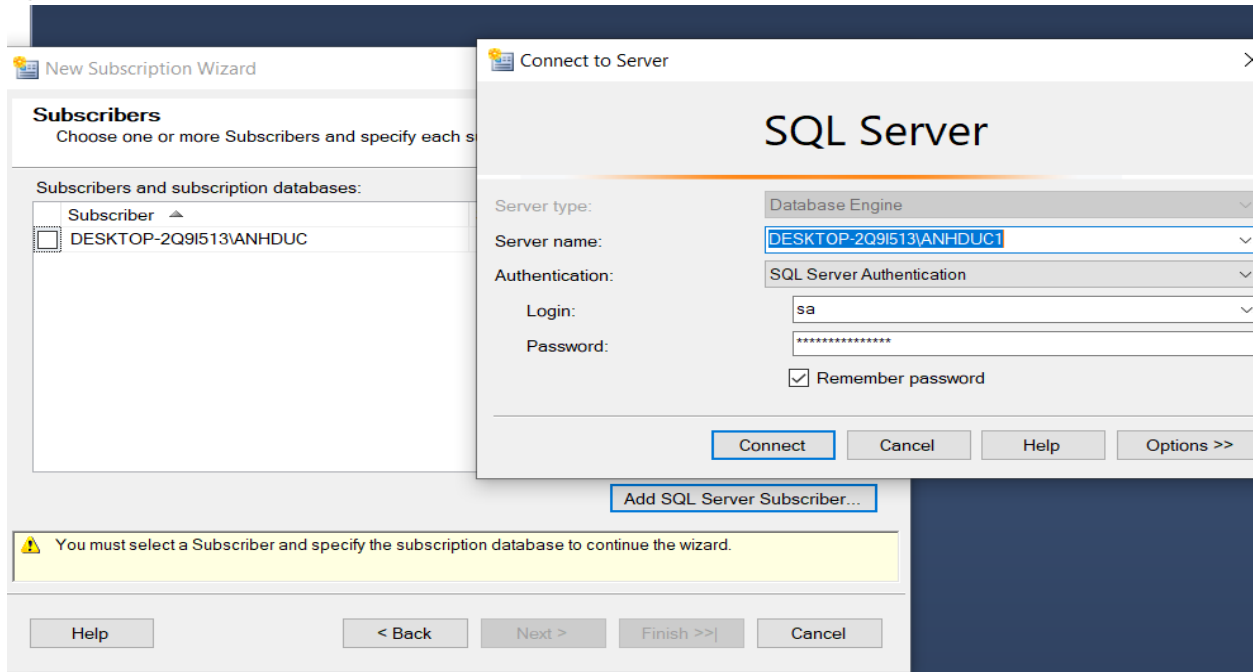 New Subscription Wizard
Subscribers
Choose one or more Subscribers and specify each s
Subscribers and subscription databases:
Subscriber
DESKTOP-2Q9I513\ANHDUC
Add SQL Server Subscriber...
You must select a Subscriber and specify the subscription database to continue the wizard.
Help
< Back
Next >
Finish >>|
Cancel
Connect to Server
SQL Server
Server type:
Database Engine
Server name:
DESKTOP-2Q9I513\ANHDUC1
Authentication:
SQL Server Authentication
Login:
sa
Password:
***************
Remember password
Connect
Cancel
Help
Options >>